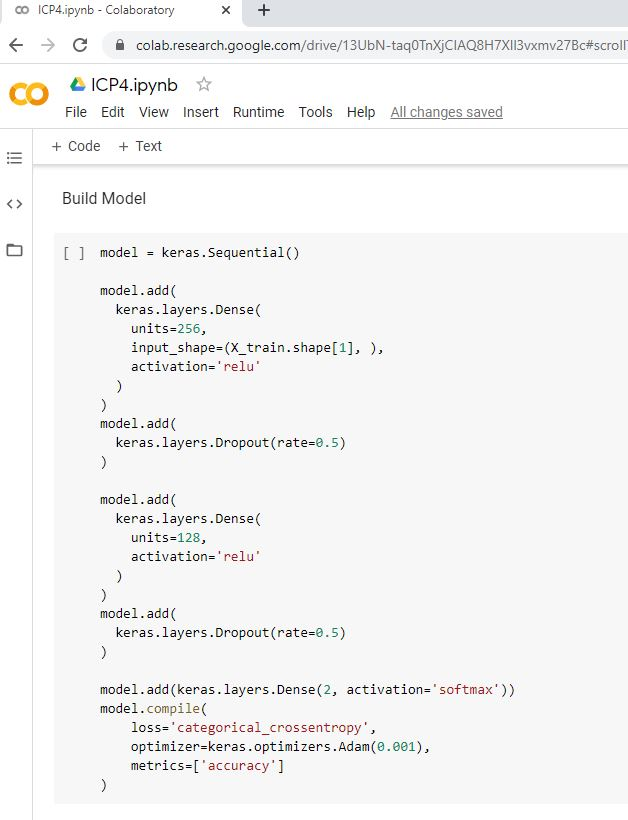 ICP4.ipynb - Colaboratory
colab.research.google.com/drive/13UbN-taq0TnXjCIAQ8H7XII3vxmv27Bc#scrollT
ICP4.ipynb
File Edit View Insert Runtime Tools Help All changes saved
+ Code + Text
Build Model
[ ] model = keras.Sequential()
model.add(
keras.layers.Dense(
units=256,
input_shape=(X_train.shape[1], ),
activation='relu'
)
)
model.add(
keras.layers.Dropout(rate=0.5)
)
model.add(
keras.layers.Dense(
units=128,
activation='relu'
)
)
model.add(
keras.layers.Dropout(rate=0.5)
)
model.add(keras.layers.Dense(2, activation='softmax'))
model.compile(
loss='categorical_crossentropy',
optimizer=keras.optimizers.Adam(0.001),
metrics=['accuracy']
)